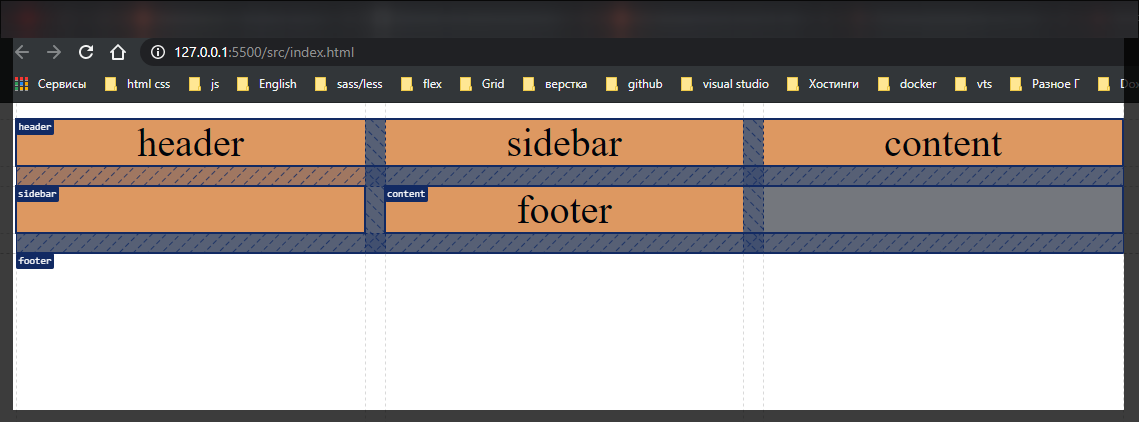 127.0.0.1:5500/src/index.html
Сервисы html css js English sass/less flex Grid верстка github visual studio Хостинги docker vts Разное Г
header
header sidebar content
sidebar content
footer
footer